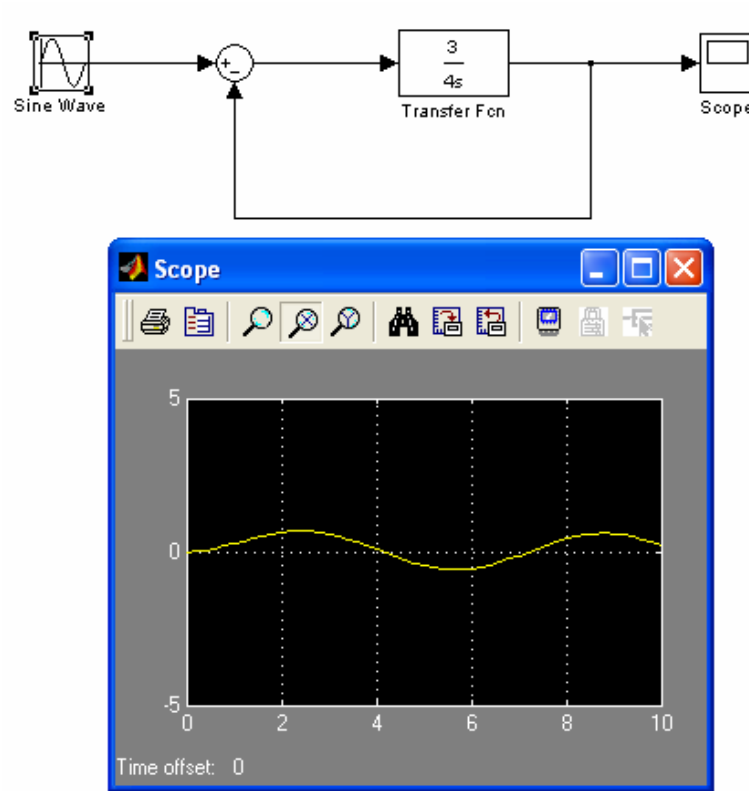 3
4s
Sine Wave
Transfer Fcn
Scope
Scope
5
0
-5
0 2 4 6 8 10
Time offset: 0